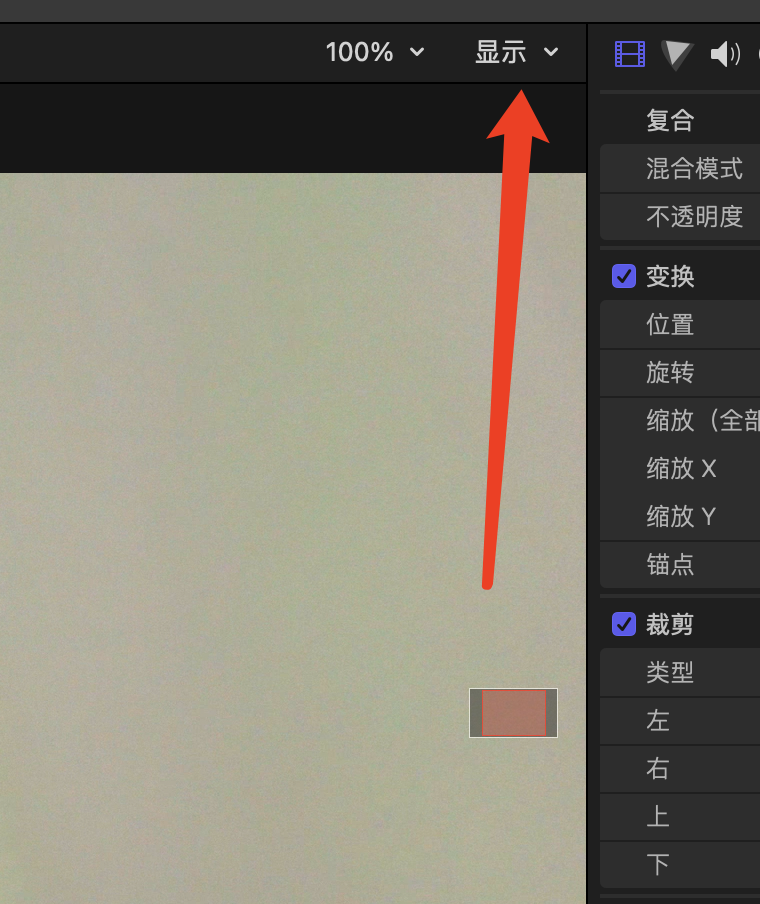 100% 显示
复合
混合模式
不透明度
变换
位置
旋转
缩放（全部
缩放 X
缩放 Y
锚点
裁剪
类型
左
右
上
下